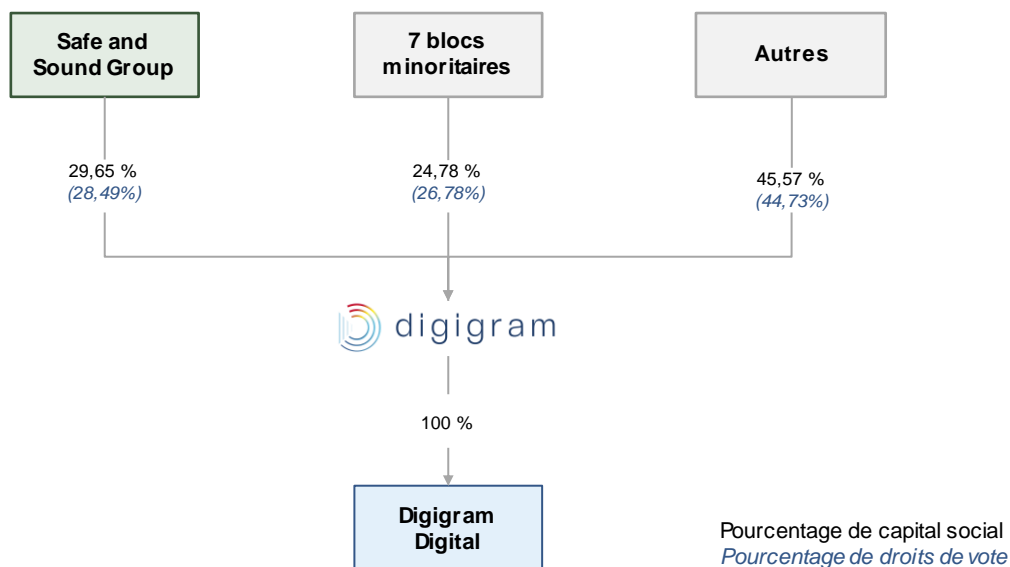 Safe and
Sound Group
7 blocs
minoritaires
Autres
29,65 %
(28,49%)
24,78 %
(26,78%)
45,57 %
(44,73%)
digigram
100 %
Digigram
Digital
Pourcentage de capital social
Pourcentage de droits de vote